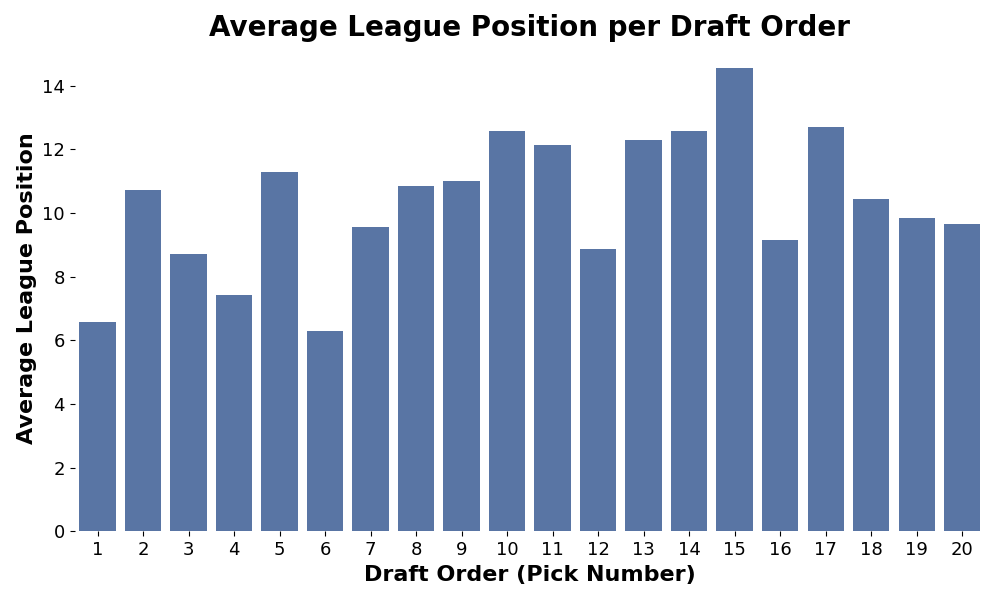 Average League Position per Draft Order
Average League Position
14
12
10
8
6
4
2
0
1 2 3 4 5 6 7 8 9 10 11 12 13 14 15 16 17 18 19 20
Draft Order (Pick Number)